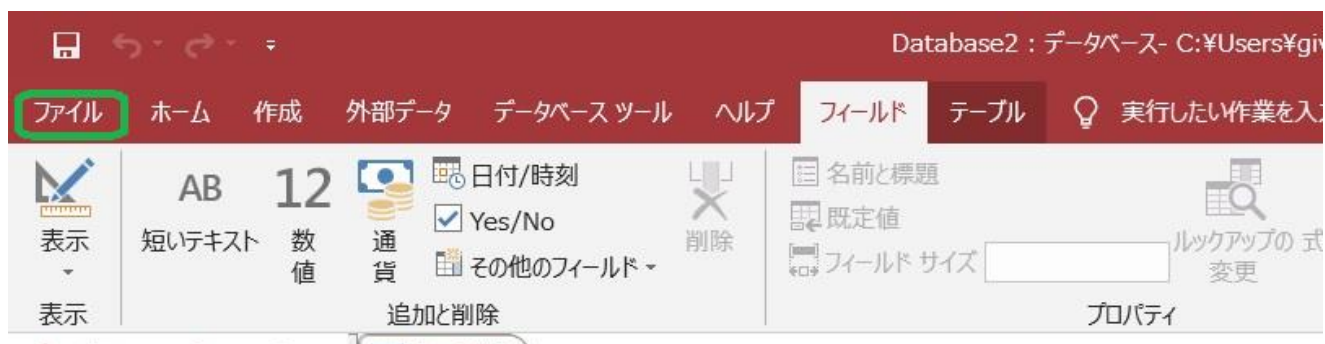 Database2 : データベース- C:¥Users¥giv
ファイル ホーム 作成 外部データ データベース ツール ヘルプ フィールド テーブル 実行したい作業を入
AB 12 日付/時刻 名前と標題
短いテキスト 数値 通貨 Yes/No 削除 既定値
表示 その他のフィールド フィールド サイズ ルックアップの変更 式
表示 追加と削除 プロパティ